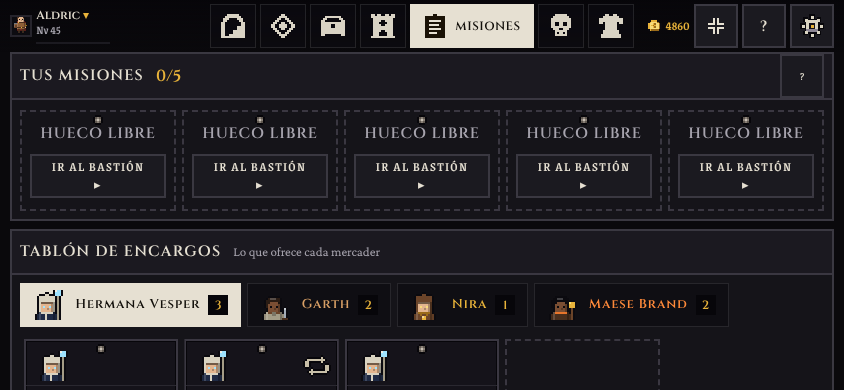 ALDRIC ▼
Nv 45
MISIONES
4860
?
TUS MISIONES 0/5
?
HUECO LIBRE
IR AL BASTIÓN ►
HUECO LIBRE
IR AL BASTIÓN ►
HUECO LIBRE
IR AL BASTIÓN ►
HUECO LIBRE
IR AL BASTIÓN ►
HUECO LIBRE
IR AL BASTIÓN ►
TABLÓN DE ENCARGOS Lo que ofrece cada mercader
HERMANA VESPER 3
GARTH 2
NIRA 1
MAESE BRAND 2